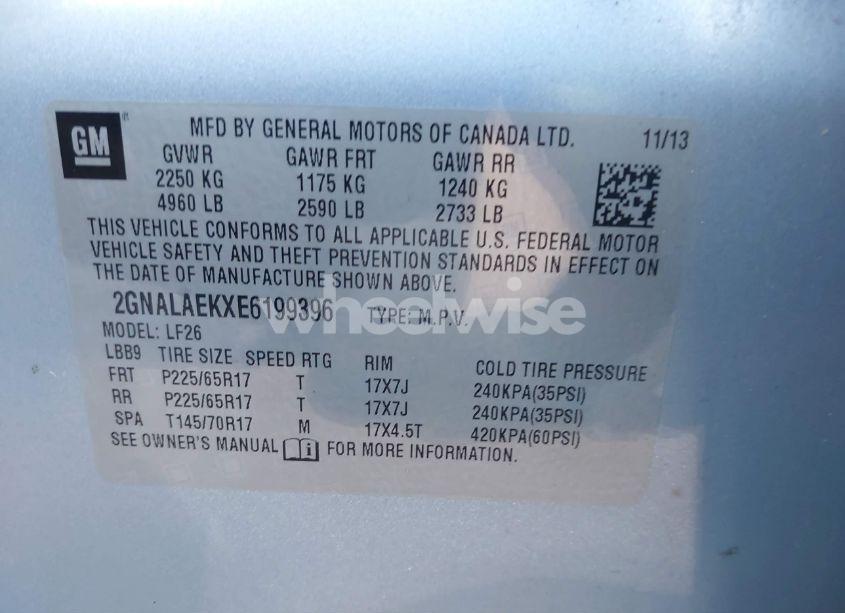 GM
MFD BY GENERAL MOTORS OF CANADA LTD. 11/13
GVWR GAWR FRT GAWR RR
2250 KG 1175 KG 1240 KG
4960 LB 2590 LB 2733 LB
THIS VEHICLE CONFORMS TO ALL APPLICABLE U.S. FEDERAL MOTOR
VEHICLE SAFETY AND THEFT PREVENTION STANDARDS IN EFFECT ON
THE DATE OF MANUFACTURE SHOWN ABOVE.
2GNALAEKXE6199396 TYPE: M.P.V.
wheelwise
MODEL: LF26
LBB9 TIRE SIZE SPEED RTG RIM COLD TIRE PRESSURE
FRT P225/65R17 T 17X7J 240KPA(35PSI)
RR P225/65R17 T 17X7J 240KPA(35PSI)
SPA T145/70R17 M 17X4.5T 420KPA(60PSI)
SEE OWNER'S MANUAL i FOR MORE INFORMATION.